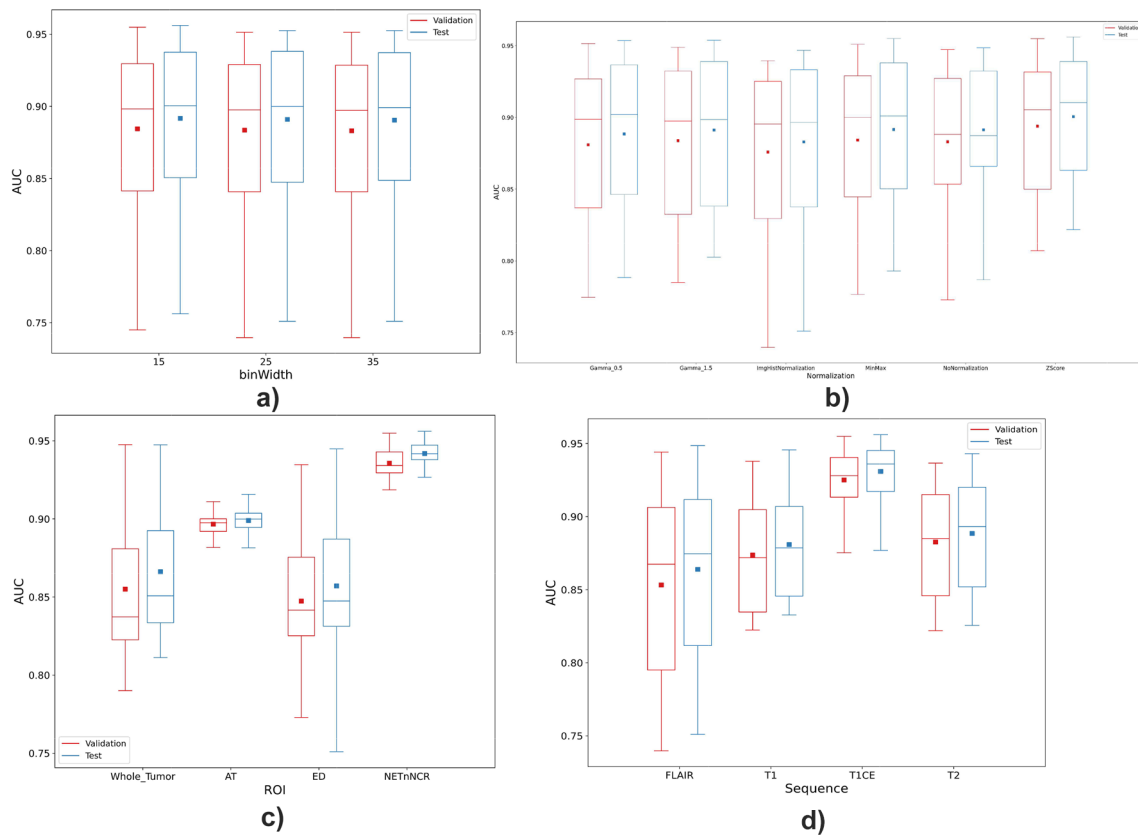 Validation
Test
0.95
0.90
0.85
0.80
0.75
AUC
15
25
35
binWidth
a)
Validation
Test
0.95
0.90
0.85
0.80
0.75
AUC
Gamma_0.5
Gamma_1.5
ImgHistNormalization
MinMax
NoNormalization
ZScore
Normalization
b)
0.95
0.90
0.85
0.80
0.75
AUC
Validation
Test
Whole_Tumor
AT
ED
NETnNCR
ROI
c)
Validation
Test
0.95
0.90
0.85
0.80
0.75
AUC
FLAIR
T1
T1CE
T2
Sequence
d)